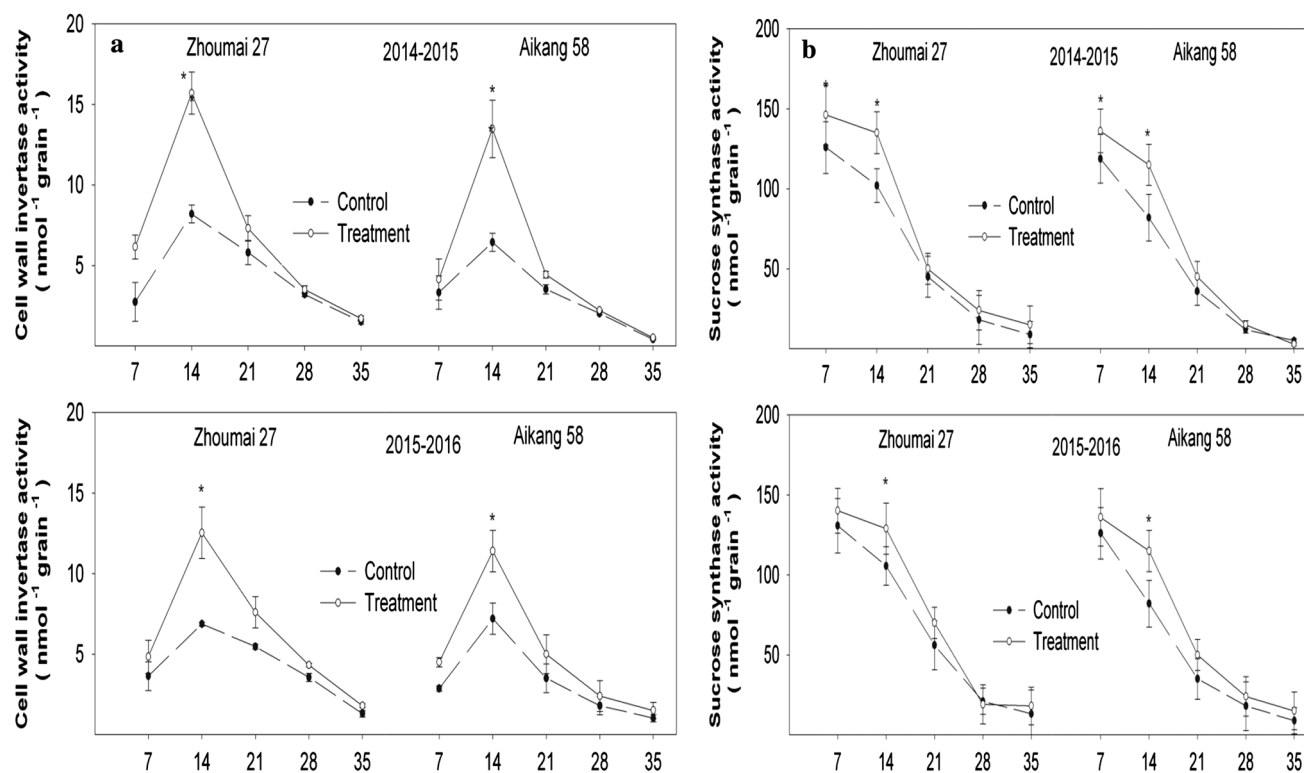 a
Zhoumai 27
2014-2015
Aikang 58
Cell wall invertase activity
( nmol -1 grain -1 )
20
15
10
5
*
*
Control
Treatment
7 14 21 28 35 7 14 21 28 35
b
Zhoumai 27
2014-2015
Aikang 58
Sucrose synthase activity
( nmol -1 grain -1 )
200
150
100
50
*
*
*
*
Control
Treatment
7 14 21 28 35 7 14 21 28 35
Zhoumai 27
2015-2016
Aikang 58
Cell wall invertase activity
( nmol -1 grain -1 )
20
15
10
5
*
*
Control
Treatment
7 14 21 28 35 7 14 21 28 35
Zhoumai 27
2015-2016
Aikang 58
Sucrose synthase activity
( nmol -1 grain -1 )
200
150
100
50
*
*
Control
Treatment
7 14 21 28 35 7 14 21 28 35